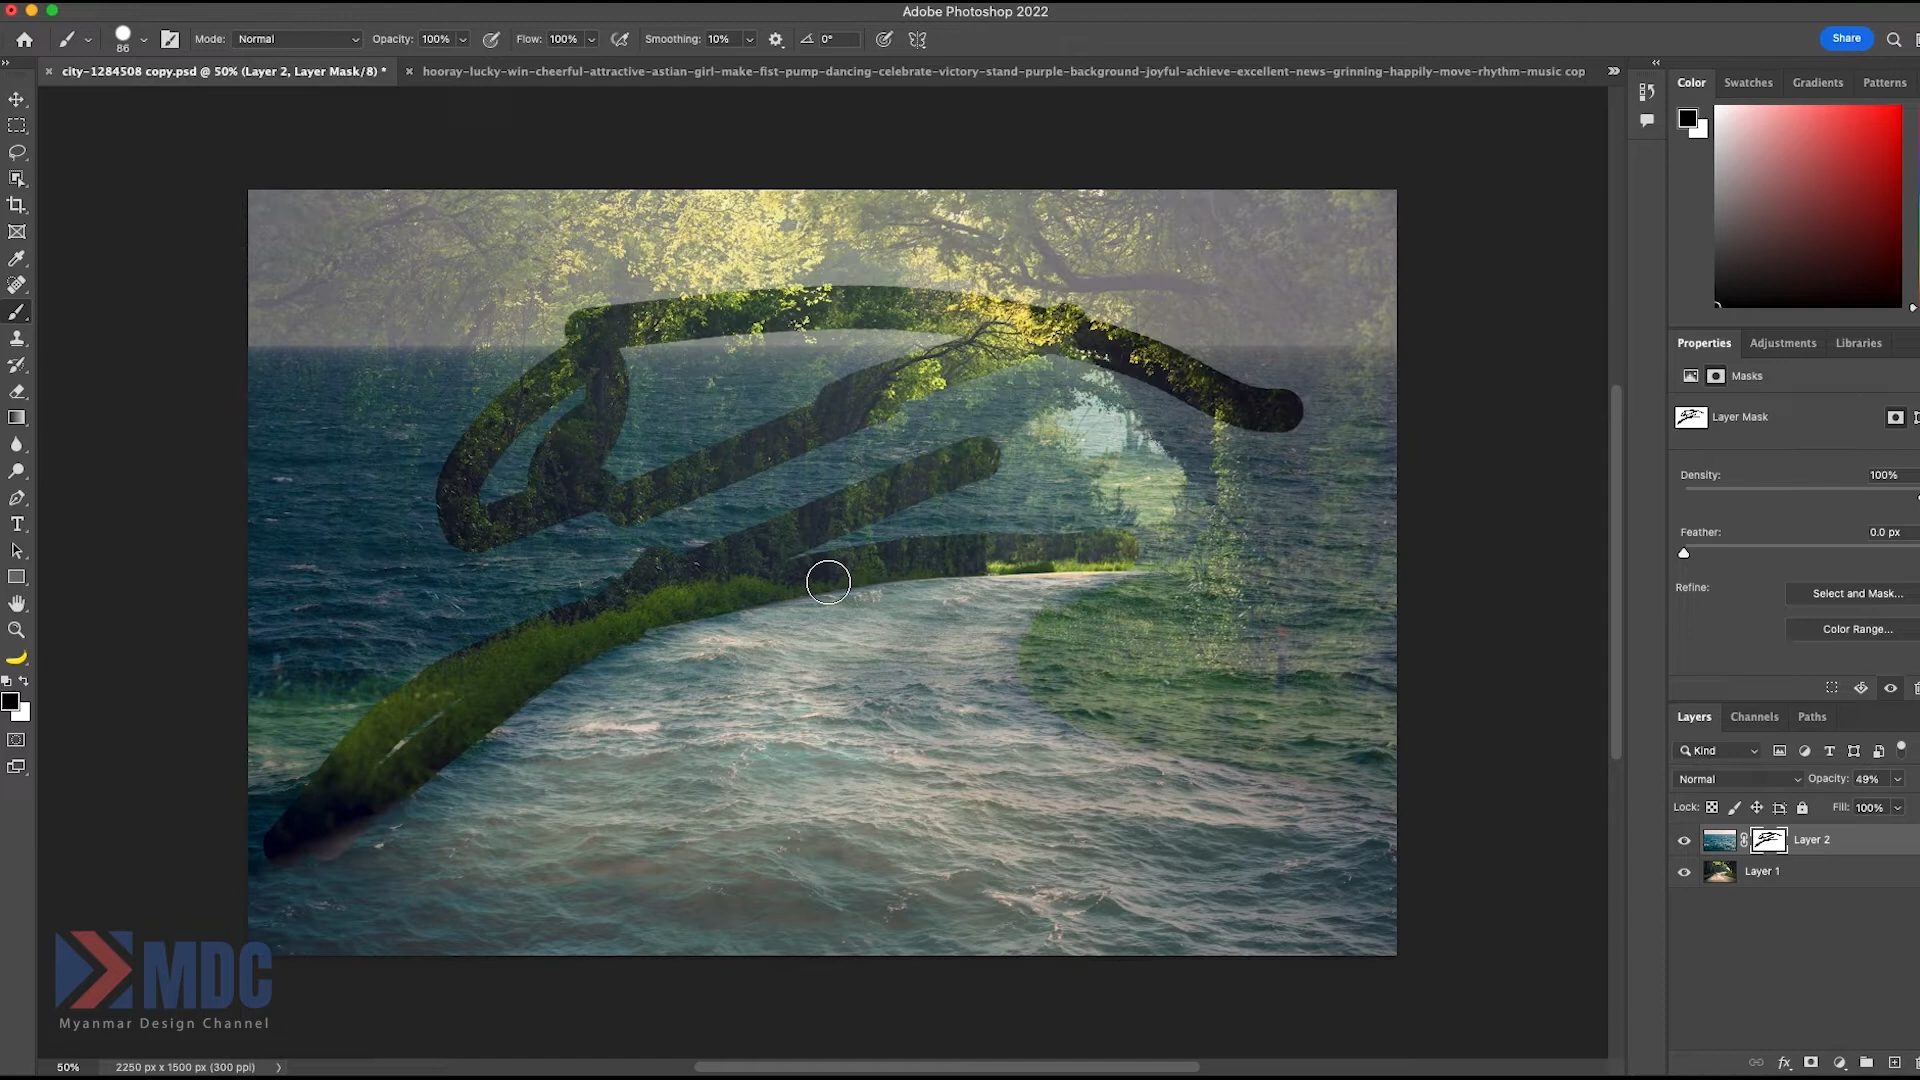 Adobe Photoshop 2022
86
Mode: Normal
Opacity: 100%
Flow: 100%
Smoothing: 10%
0°
Share
city-1284508 copy.psd @ 50% (Layer 2, Layer Mask/8) *
hooray-lucky-win-cheerful-attractive-astian-girl-make-fist-pump-dancing-celebrate-victory-stand-purple-background-joyful-achieve-excellent-news-grinning-happily-move-rhythm-music cop
Color Swatches Gradients Patterns
Properties Adjustments Libraries
Masks
Layer Mask
Density: 100%
Feather: 0.0 px
Refine:
Select and Mask...
Color Range...
Layers Channels Paths
Kind
Normal Opacity: 49%
Lock: Fill: 100%
Layer 2
Layer 1
fx
MDC
Myanmar Design Channel
50% 2250 px x 1500 px (300 ppi)